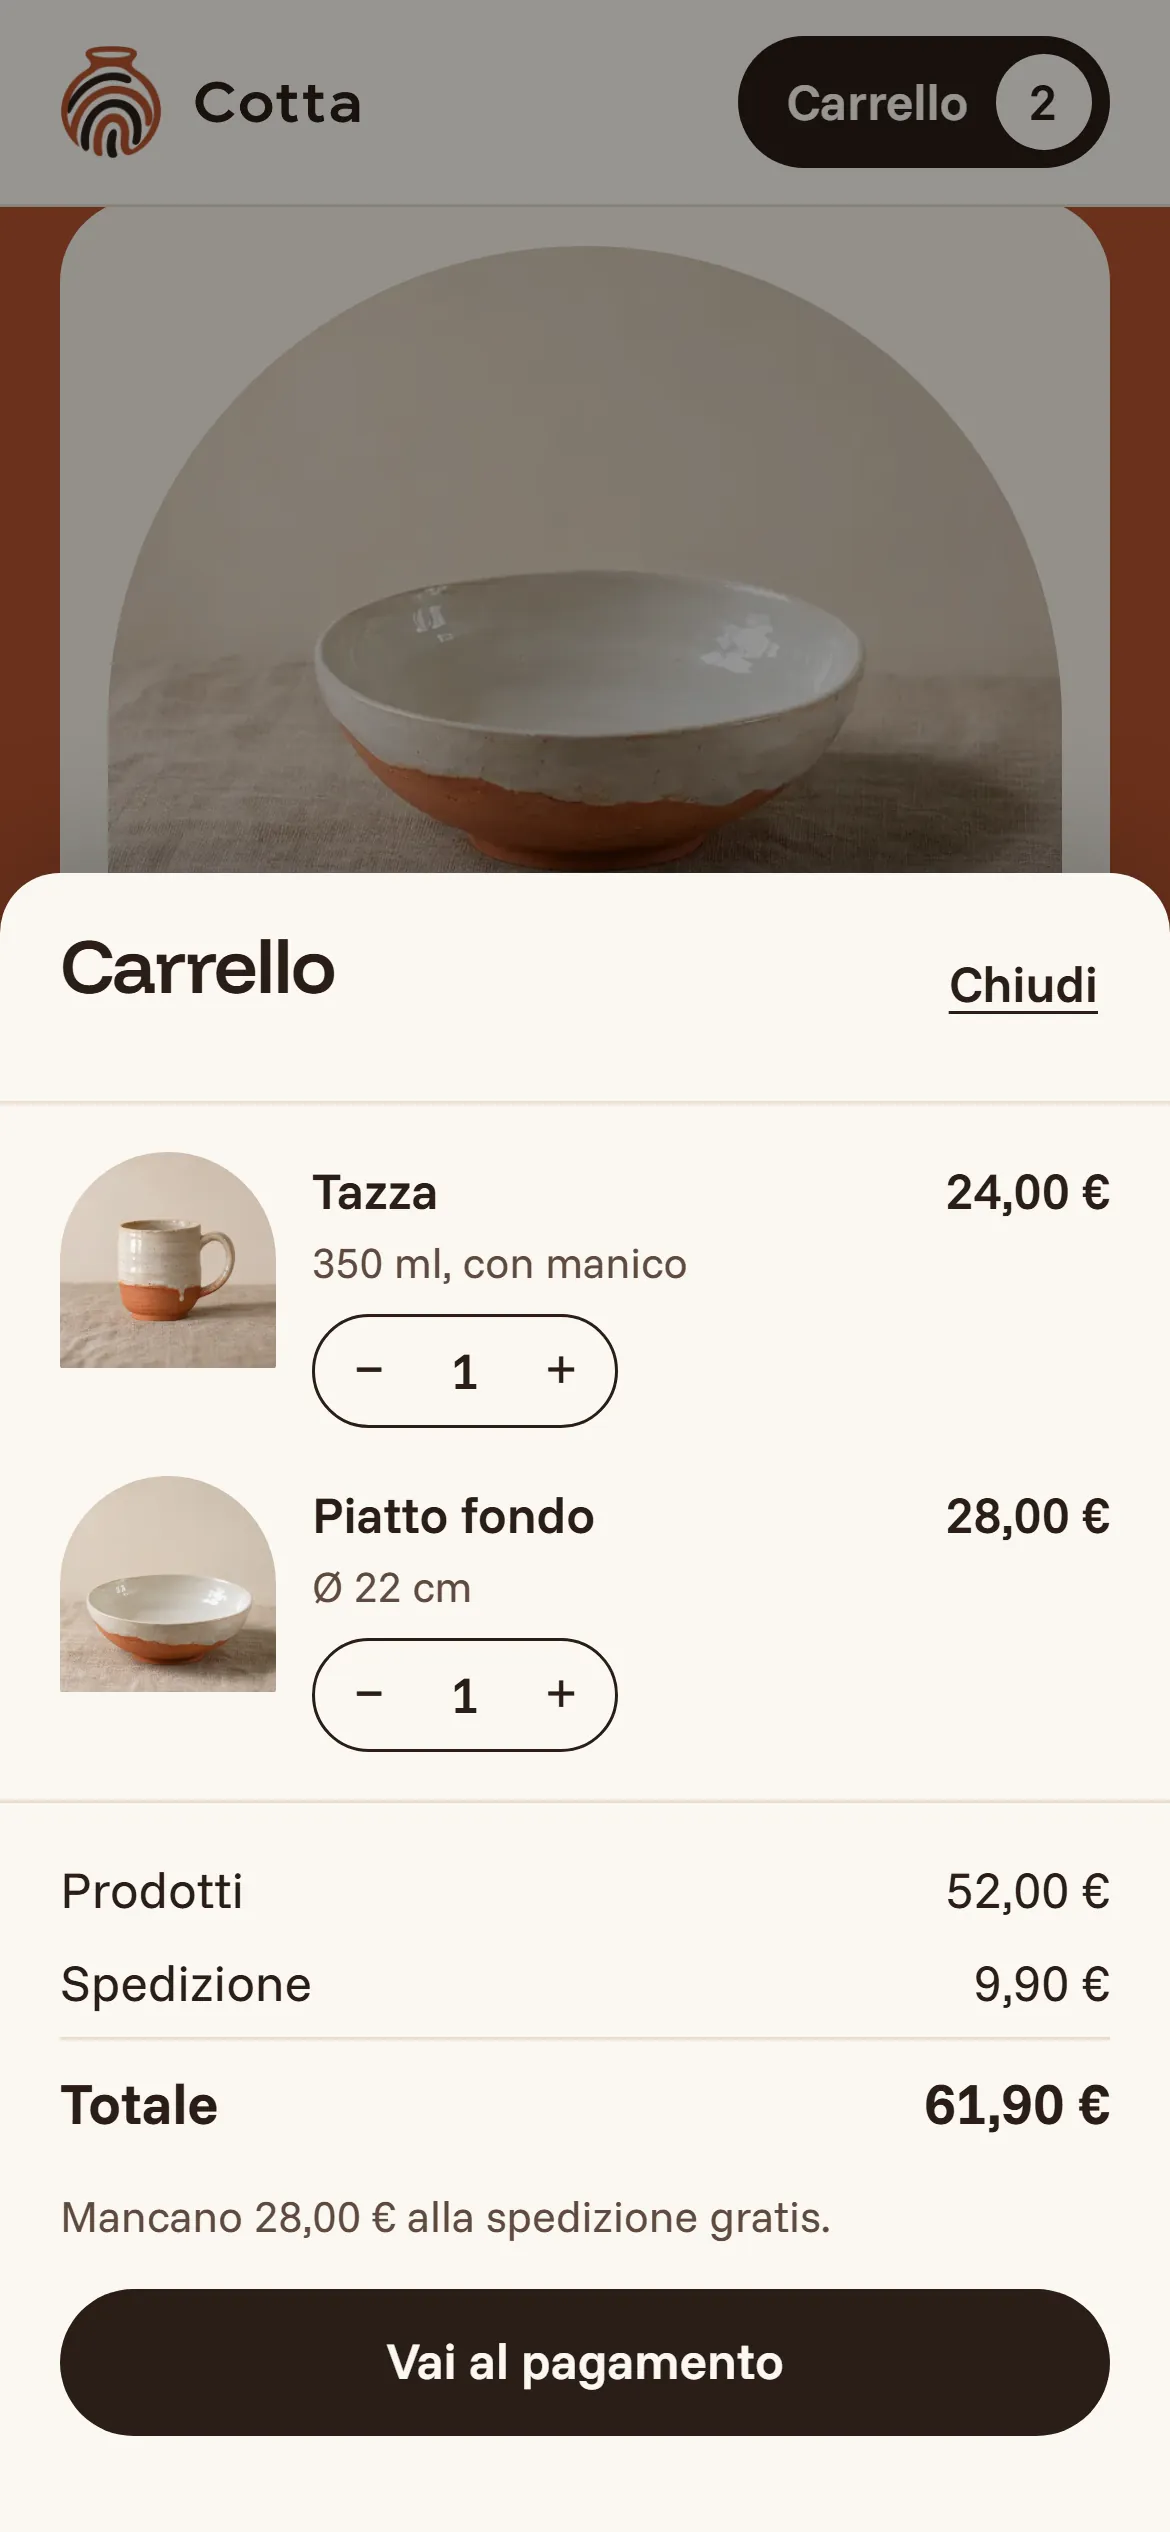 Cotta
Carrello 2
Carrello
Chiudi
Tazza 24,00 €
350 ml, con manico
− 1 +
Piatto fondo 28,00 €
Ø 22 cm
− 1 +
Prodotti 52,00 €
Spedizione 9,90 €
Totale 61,90 €
Mancano 28,00 € alla spedizione gratis.
Vai al pagamento